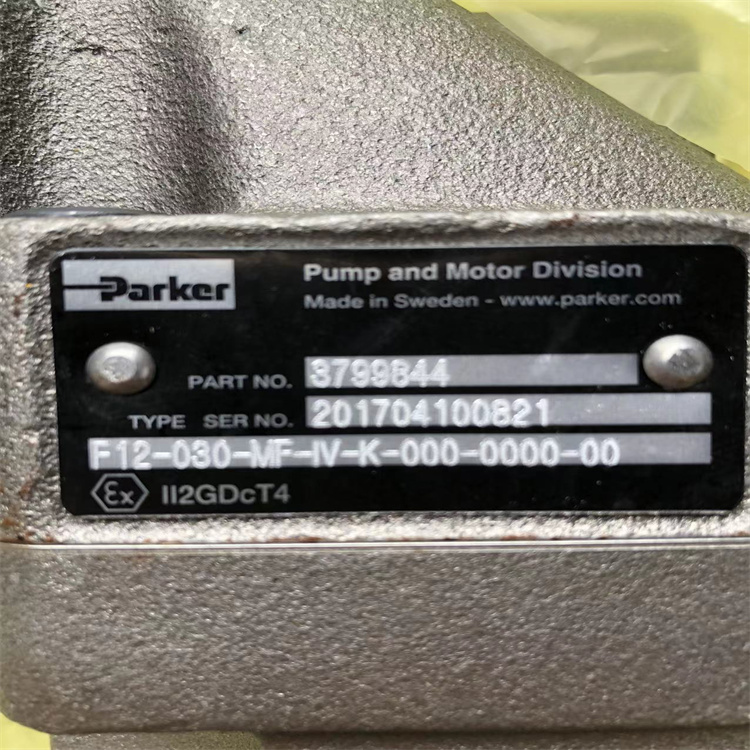 Parker
Pump and Motor Division
Made in Sweden - www.parker.com
PART NO. 3799844
TYPE SER NO. 201704100821
F12-030-MF-IV-K-000-0000-00
Ex II2GDcT4